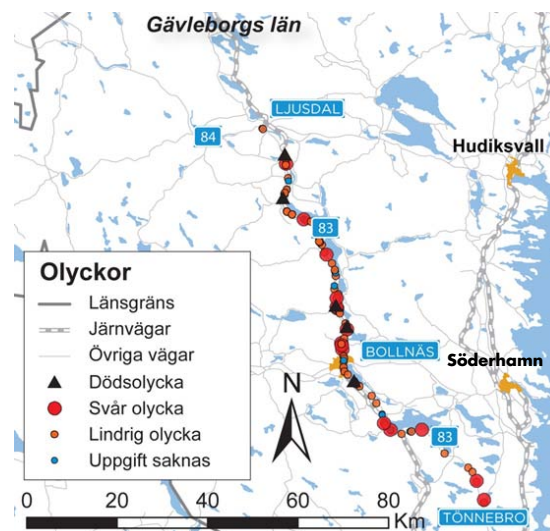 Gävleborgs län
LJUSDAL
84
Hudiksvall
83
Olyckor
Länsgräns
Järnvägar
Övriga vägar
Dödsolycka
Svår olycka
Lindrig olycka
Uppgift saknas
BOLLNÄS
Söderhamn
N
83
0 20 40 60 80 Km
TÖNNEBRO